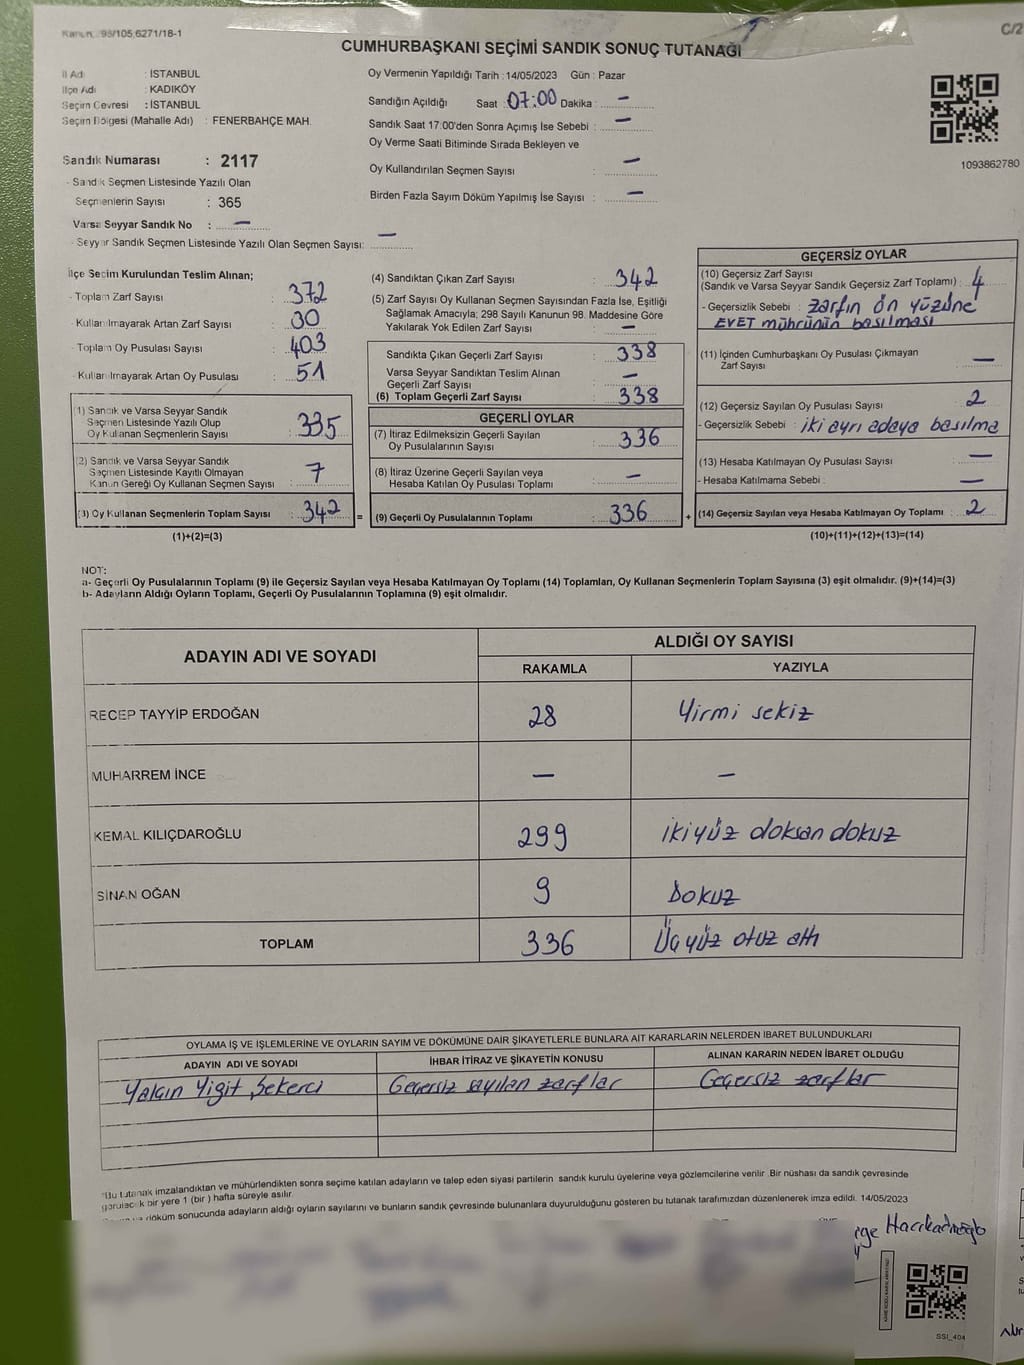 Kanun: 98/105,6271/18-1
C/2
CUMHURBAŞKANI SEÇİMİ SANDIK SONUÇ TUTANAĞI
İl Adı : İSTANBUL
İlçe Adı : KADIKÖY
Seçim Çevresi : İSTANBUL
Seçim Bölgesi (Mahalle Adı) : FENERBAHÇE MAH.
Sandık Numarası : 2117
- Sandık Seçmen Listesinde Yazılı Olan
Seçmenlerin Sayısı : 365
Varsa Seyyar Sandık No : —
- Seyyar Sandık Seçmen Listesinde Yazılı Olan Seçmen Sayısı: —
Oy Vermenin Yapıldığı Tarih : 14/05/2023 Gün : Pazar
Sandığın Açıldığı Saat : 07:00 Dakika : —
Sandık Saat 17:00'den Sonra Açımış İse Sebebi : —
Oy Verme Saati Bitiminde Sırada Bekleyen ve
Oy Kullandırılan Seçmen Sayısı : —
Birden Fazla Sayım Döküm Yapılmış İse Sayısı : —
1093862780
İlçe Seçim Kurulundan Teslim Alınan;
- Toplam Zarf Sayısı : 372
- Kullanılmayarak Artan Zarf Sayısı : 30
- Toplam Oy Pusulası Sayısı : 403
- Kullanılmayarak Artan Oy Pusulası : 51
(1) Sandık ve Varsa Seyyar Sandık
Seçmen Listesinde Yazılı Olup
Oy Kullanan Seçmenlerin Sayısı : 335
(2) Sandık ve Varsa Seyyar Sandık
Seçmen Listesinde Kayıtlı Olmayan
Kanun Gereği Oy Kullanan Seçmen Sayısı : 7
(3) Oy Kullanan Seçmenlerin Toplam Sayısı : 342 =
(1)+(2)=(3)
(4) Sandıktan Çıkan Zarf Sayısı : 342
(5) Zarf Sayısı Oy Kullanan Seçmen Sayısından Fazla İse, Eşitliği
Sağlamak Amacıyla; 298 Sayılı Kanunun 98. Maddesine Göre
Yakılarak Yok Edilen Zarf Sayısı : —
Sandıkta Çıkan Geçerli Zarf Sayısı : 338
Varsa Seyyar Sandıktan Teslim Alınan
Geçerli Zarf Sayısı : —
(6) Toplam Geçerli Zarf Sayısı : 338
GEÇERLİ OYLAR
(7) İtiraz Edilmeksizin Geçerli Sayılan
Oy Pusulalarının Sayısı : 336
(8) İtiraz Üzerine Geçerli Sayılan veya
Hesaba Katılan Oy Pusulası Toplamı : —
(9) Geçerli Oy Pusulalarının Toplamı : 336 +
GEÇERSİZ OYLAR
(10) Geçersiz Zarf Sayısı
(Sandık ve Varsa Seyyar Sandık Geçersiz Zarf Toplamı) : 4
- Geçersizlik Sebebi : zarfın ön yüzüne
EVET mührünün basılması
(11) İçinden Cumhurbaşkanı Oy Pusulası Çıkmayan
Zarf Sayısı : —
(12) Geçersiz Sayılan Oy Pusulası Sayısı : 2
- Geçersizlik Sebebi : iki ayrı adaya basılma
(13) Hesaba Katılmayan Oy Pusulası Sayısı : —
- Hesaba Katılmama Sebebi : —
(14) Geçersiz Sayılan veya Hesaba Katılmayan Oy Toplamı : 2
(10)+(11)+(12)+(13)=(14)
NOT:
a- Geçerli Oy Pusulalarının Toplamı (9) ile Geçersiz Sayılan veya Hesaba Katılmayan Oy Toplamı (14) Toplamları, Oy Kullanan Seçmenlerin Toplam Sayısına (3) eşit olmalıdır. (9)+(14)=(3)
b- Adayların Aldığı Oyların Toplamı, Geçerli Oy Pusulalarının Toplamına (9) eşit olmalıdır.
ADAYIN ADI VE SOYADI ALDIĞI OY SAYISI
RAKAMLA YAZIYLA
RECEP TAYYİP ERDOĞAN 28 Yirmi sekiz
MUHARREM İNCE — —
KEMAL KILIÇDAROĞLU 299 ikiyüz doksan dokuz
SİNAN OĞAN 9 Dokuz
TOPLAM 336 Üçyüz otuz altı
OYLAMA İŞ VE İŞLEMLERİNE VE OYLARIN SAYIM VE DÖKÜMÜNE DAİR ŞİKAYETLERLE BUNLARA AİT KARARLARIN NELERDEN İBARET BULUNDUKLARI
ADAYIN ADI VE SOYADI İHBAR İTİRAZ VE ŞİKAYETİN KONUSU ALINAN KARARIN NEDEN İBARET OLDUĞU
Yalçın Yiğit Şekerci Geçersiz sayılan zarflar Geçersiz zarflar
*Bu tutanak imzalandıktan ve mühürlendikten sonra seçime katılan adayların ve talep eden siyasi partilerin sandık kurulu üyelerine veya gözlemcilerine verilir. Bir nüshası da sandık çevresinde
görülecek bir yere 1 (bir ) hafta süreyle asılır.
ve döküm sonucunda adayların aldığı oyların sayılarını ve bunların sandık çevresinde bulunanlara duyurulduğunu gösteren bu tutanak tarafımızdan düzenlenerek imza edildi. 14/05/2023
Hacıkadiroğlu
SSI_404